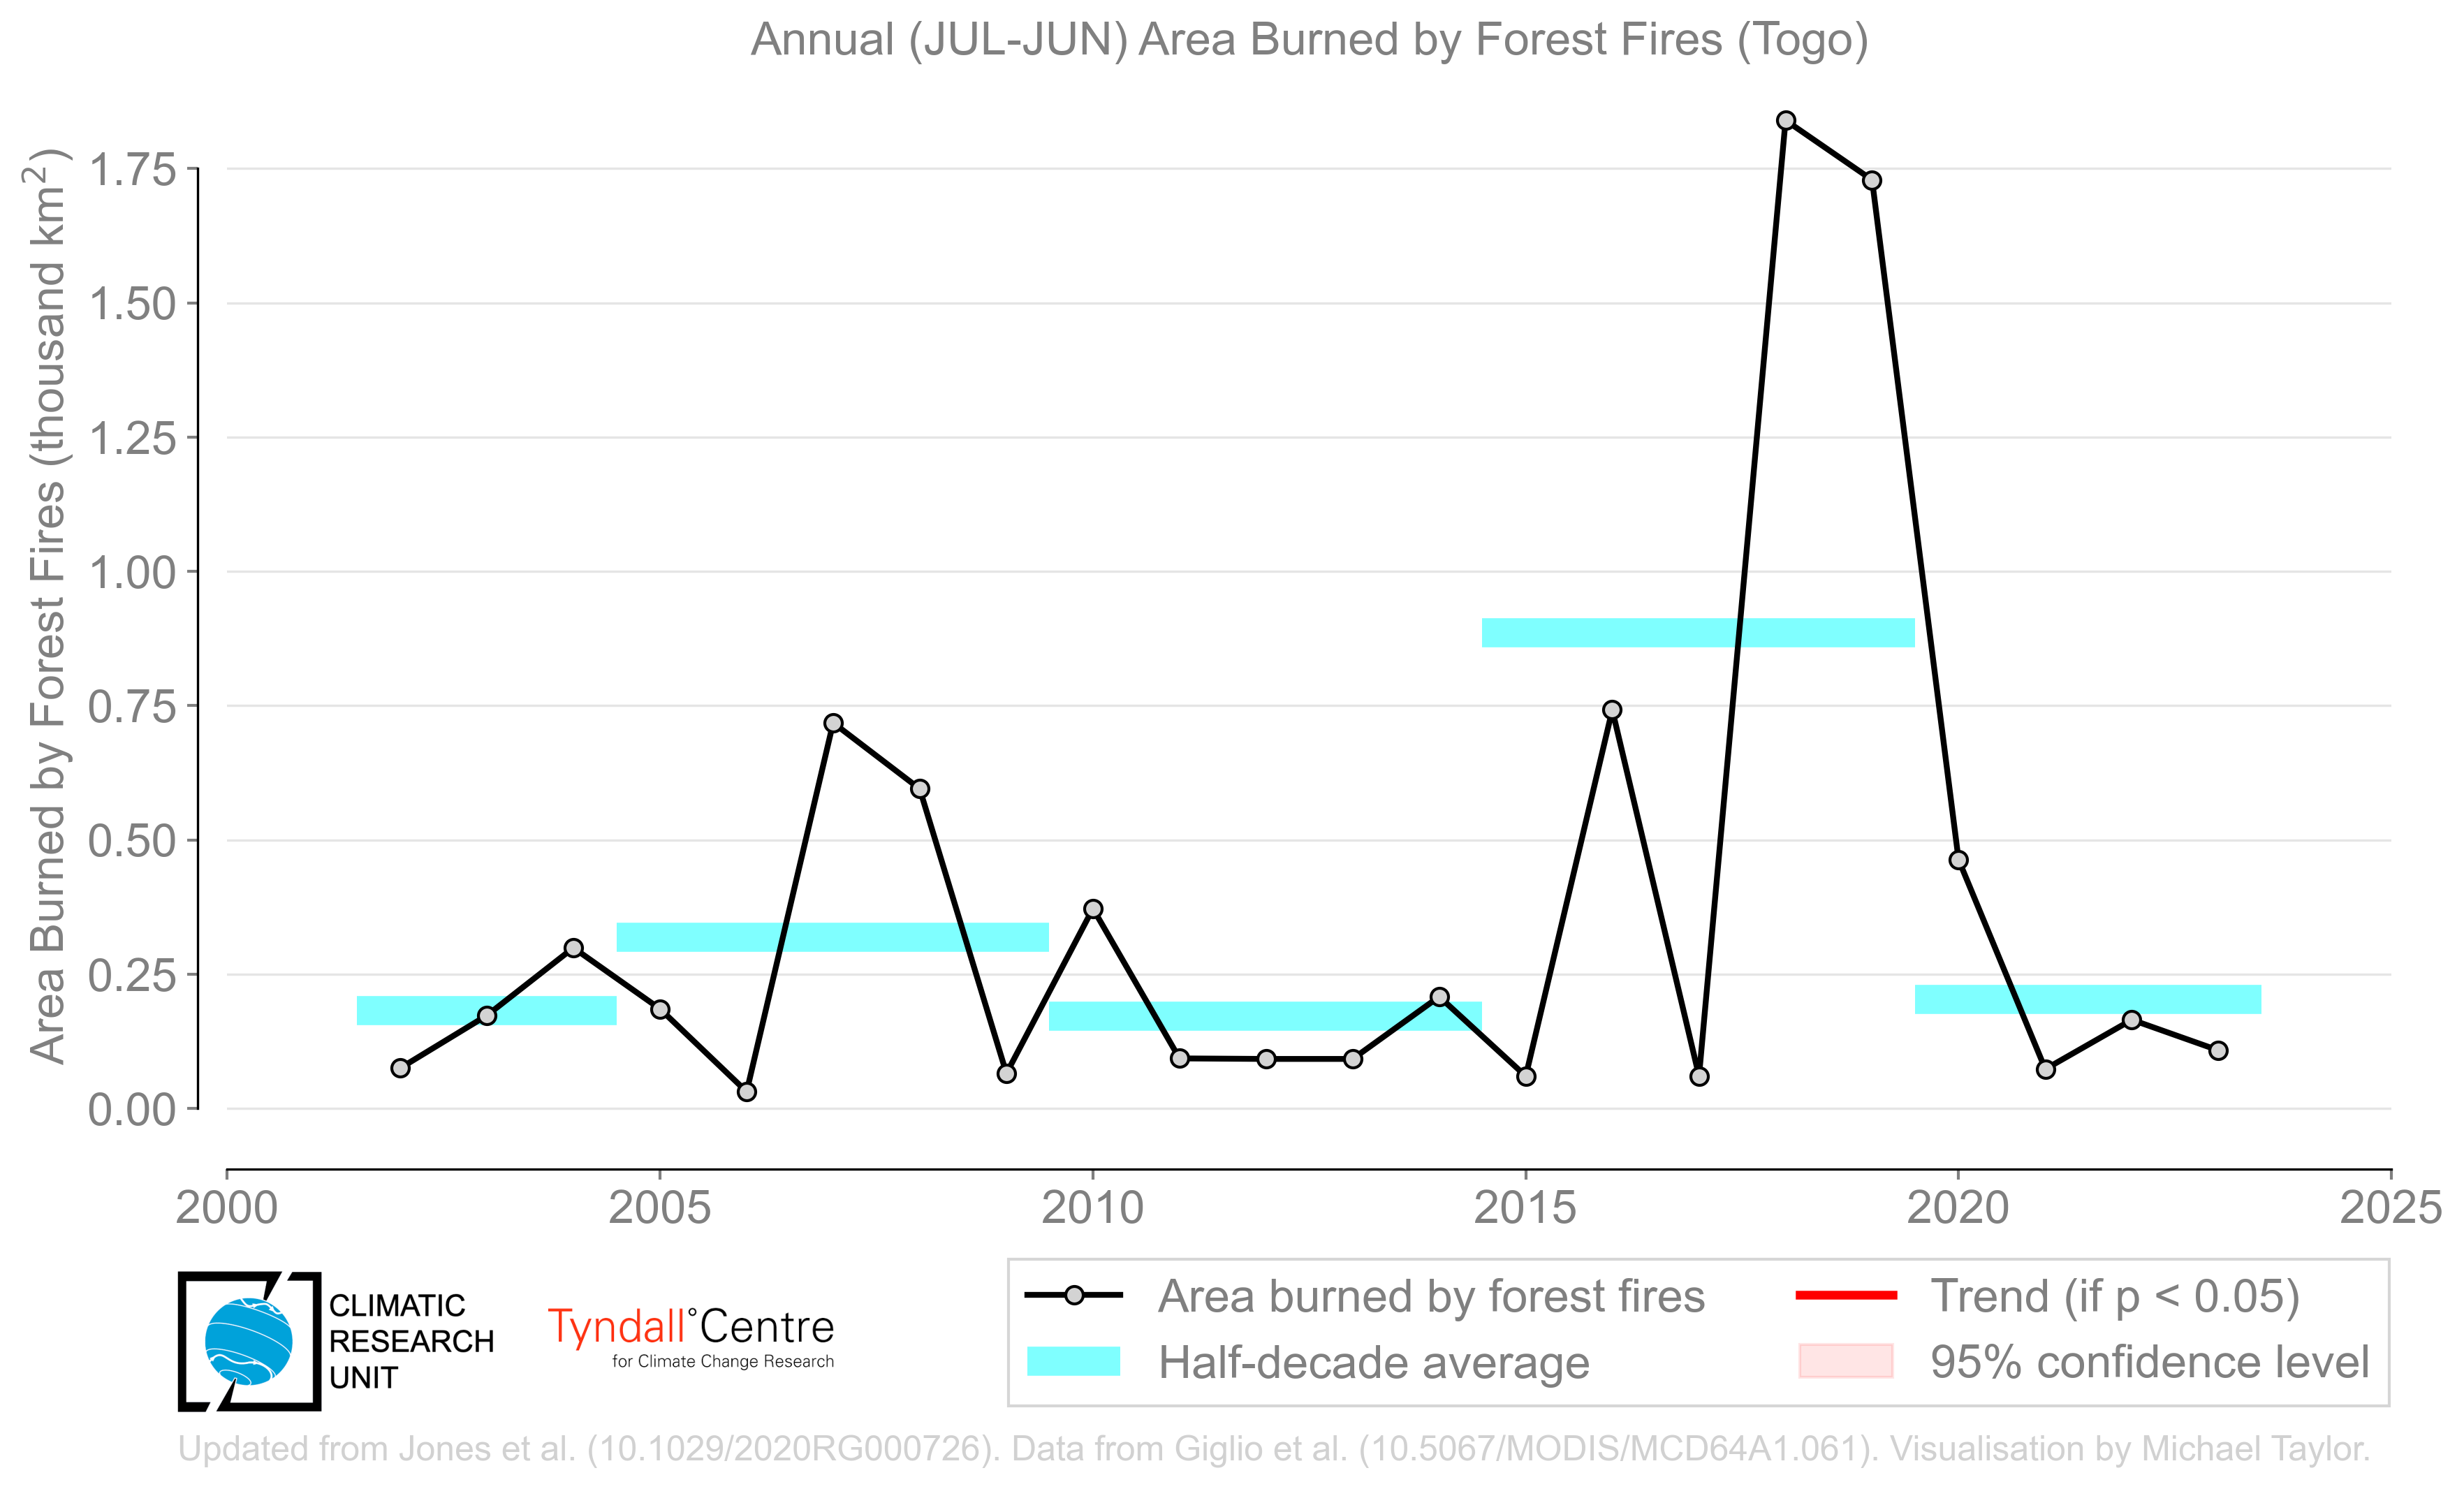 Annual (JUL-JUN) Area Burned by Forest Fires (Togo)
Area Burned by Forest Fires (thousand km²)
1.75
1.50
1.25
1.00
0.75
0.50
0.25
0.00
2000 2005 2010 2015 2020 2025
CLIMATIC
RESEARCH
UNIT
Tyndall°Centre
for Climate Change Research
Area burned by forest fires
Half-decade average
Trend (if p < 0.05)
95% confidence level
Updated from Jones et al. (10.1029/2020RG000726). Data from Giglio et al. (10.5067/MODIS/MCD64A1.061). Visualisation by Michael Taylor.